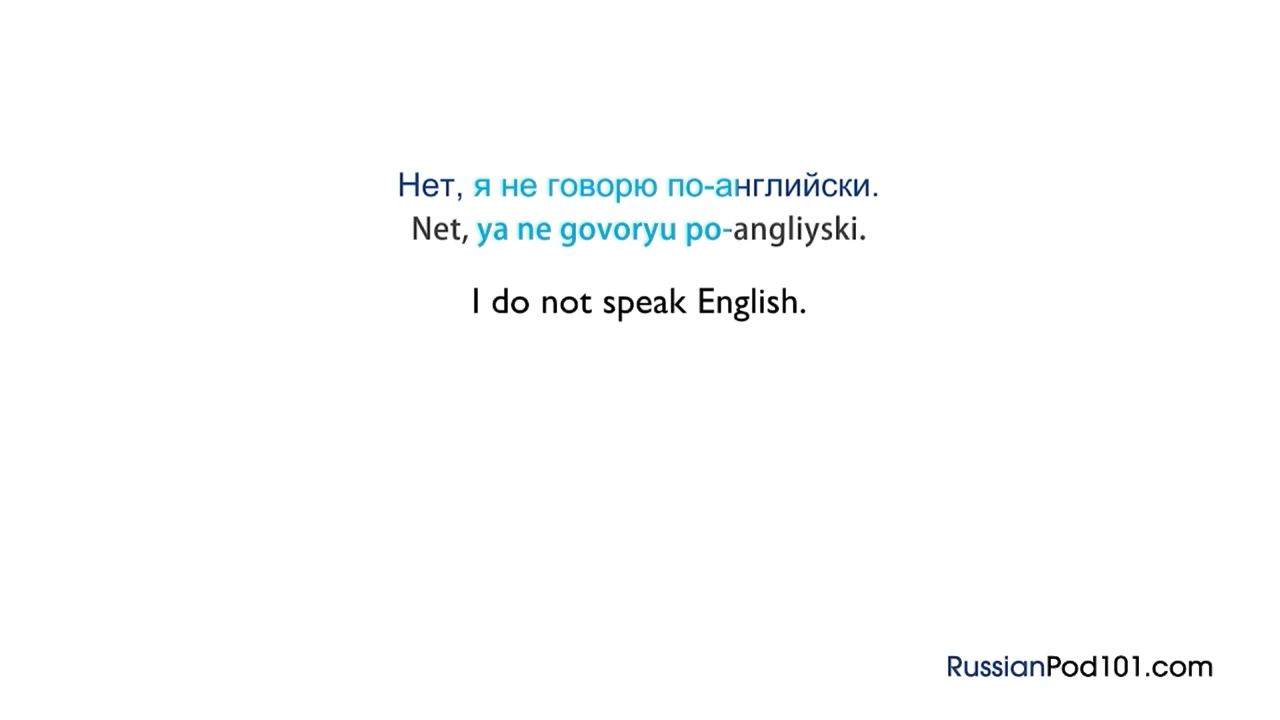 Нет, я не говорю по-английски.
Net, ya ne govoryu po-angliyski.
I do not speak English.
RussianPod101.com